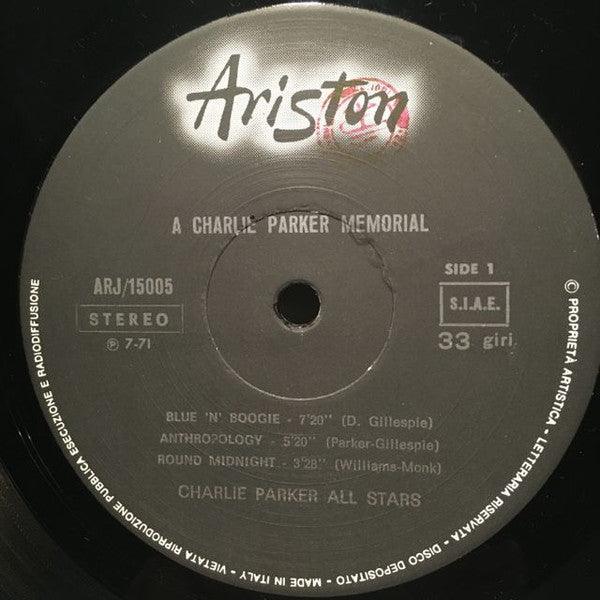 Ariston
A CHARLIE PARKER MEMORIAL
ARJ/15005
STEREO
℗ 7-71
SIDE 1
S.I.A.E.
33 giri
BLUE 'N' BOOGIE - 7'20" (D. Gillespie)
ANTHROPOLOGY - 5'20" (Parker-Gillespie)
ROUND MIDNIGHT - 3'28" (Williams-Monk)
CHARLIE PARKER ALL STARS
© PROPRIETÀ ARTISTICA - LETTERARIA RISERVATA - DISCO DEPOSITATO - MADE IN ITALY - VIETATA RIPRODUZIONE PUBBLICA ESECUZIONE E RADIODIFFUSIONE